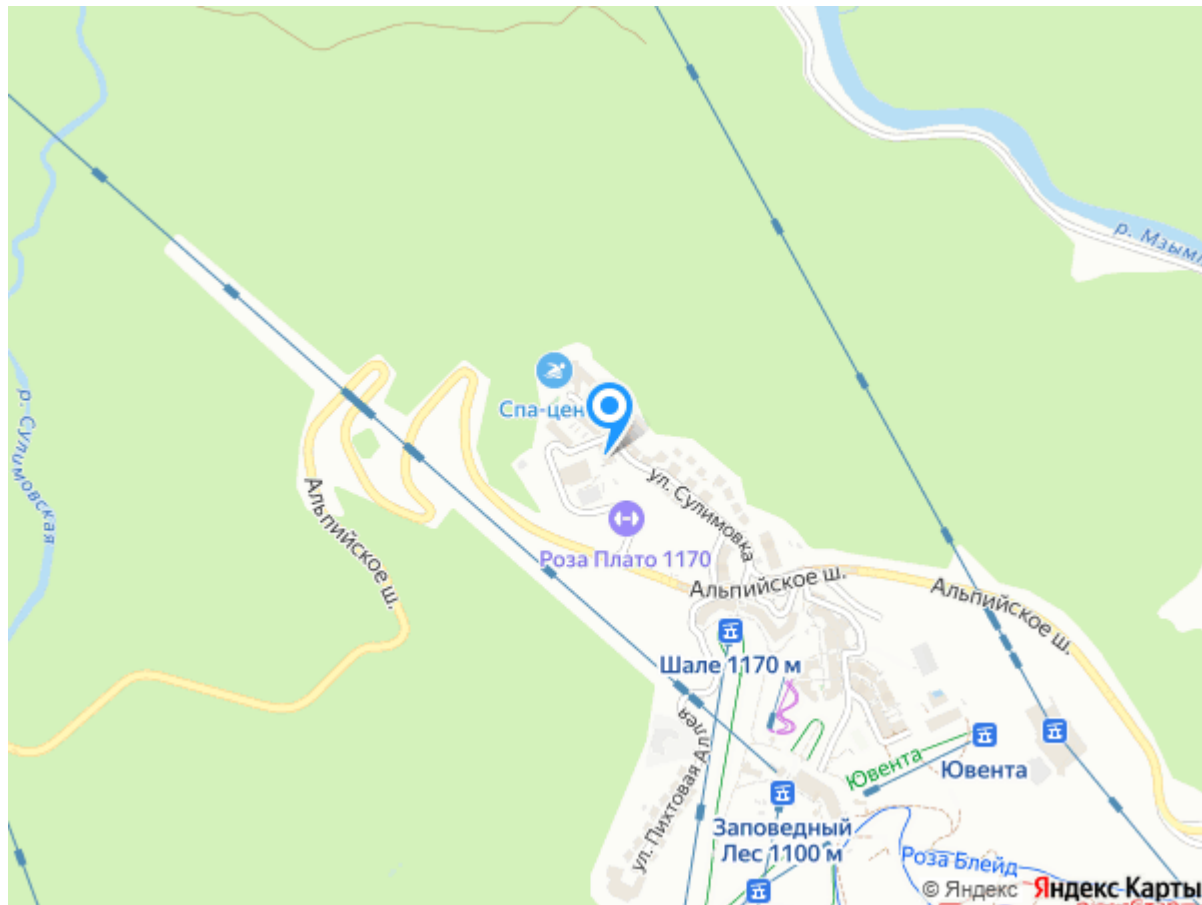 р. Мзым
р. Сулимовская
Спа-цен
ул. Сулимовка
Роза Плато 1170
Альпийское ш.
Альпийское ш.
Альпийское ш.
Шале 1170 м
ул. Пихтовая Аллея
Ювента
Ювента
Заповедный
Лес 1100 м
Роза Блейд
© Яндекс Яндекс Карты